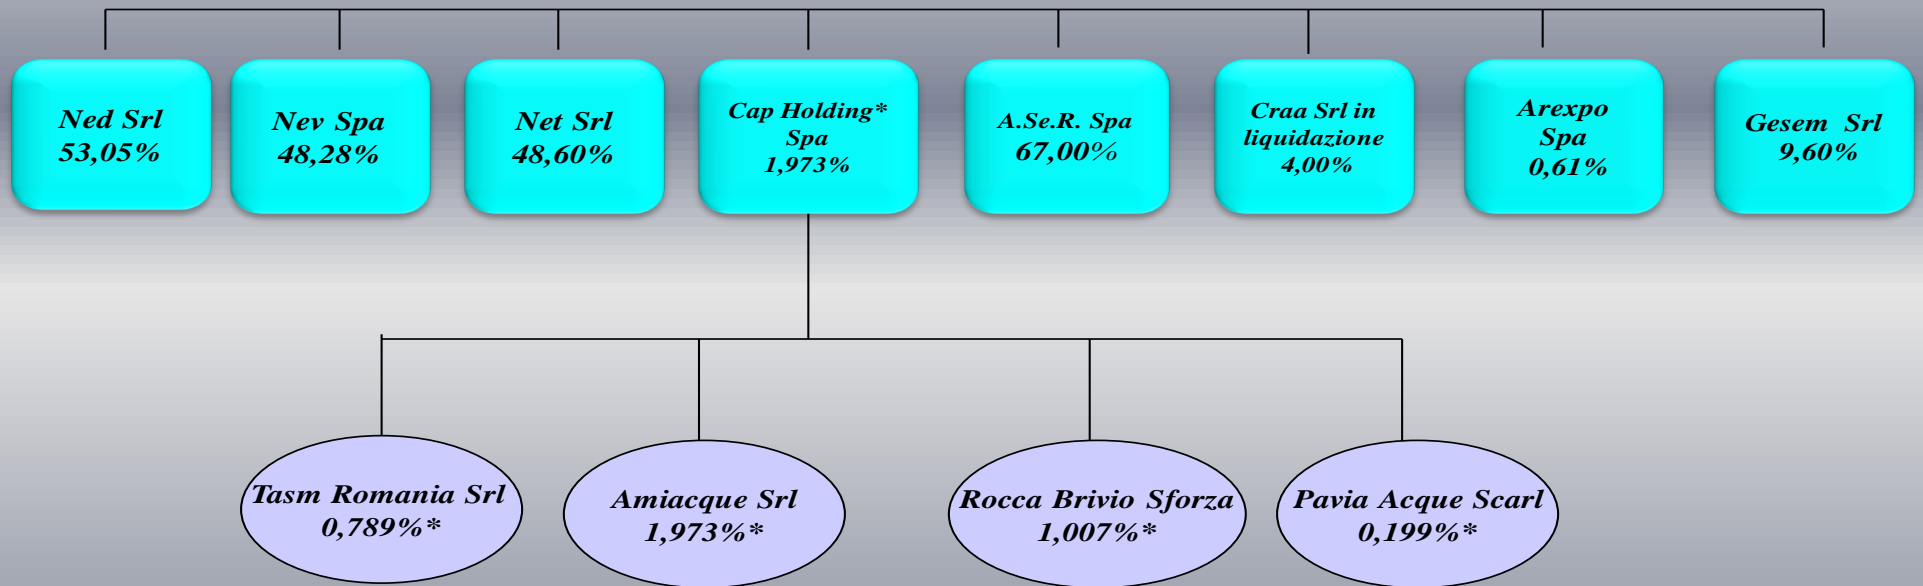 Ned Srl
53,05%
Nev Spa
48,28%
Net Srl
48,60%
Cap Holding*
Spa
1,973%
A.Se.R. Spa
67,00%
Craa Srl in
liquidazione
4,00%
Arexpo
Spa
0,61%
Gesem Srl
9,60%
Tasm Romania Srl
0,789%*
Amiacque Srl
1,973%*
Rocca Brivio Sforza
1,007%*
Pavia Acque Scarl
0,199%*